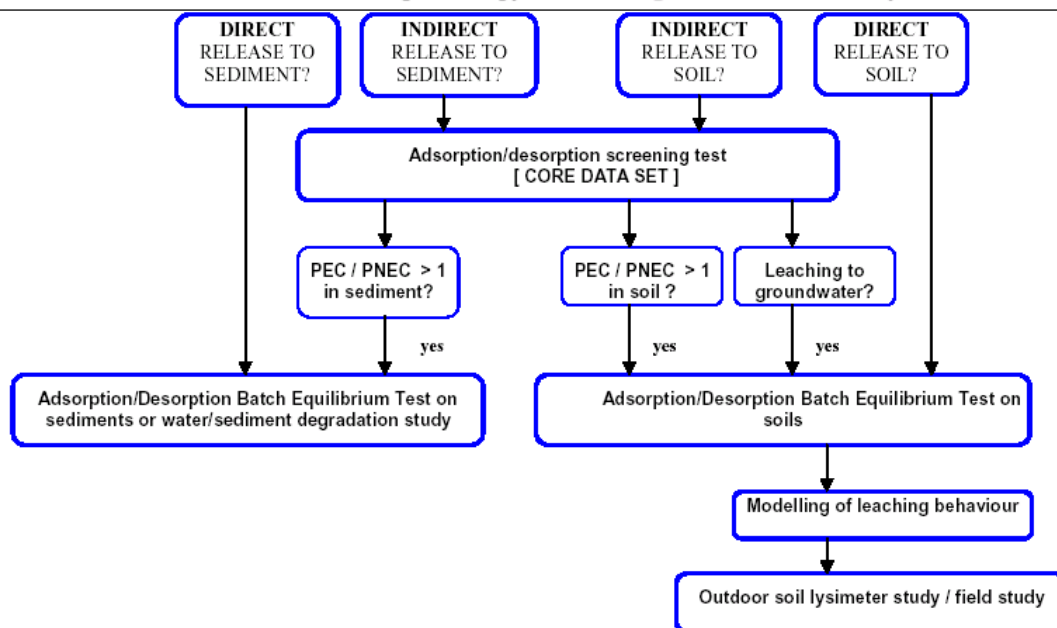 DIRECT
RELEASE TO
SEDIMENT?
INDIRECT
RELEASE TO
SEDIMENT?
INDIRECT
RELEASE TO
SOIL?
DIRECT
RELEASE TO
SOIL?
Adsorption/desorption screening test
[ CORE DATA SET ]
PEC / PNEC > 1
in sediment?
PEC / PNEC > 1
in soil ?
Leaching to
groundwater?
yes
yes
yes
Adsorption/Desorption Batch Equilibrium Test on
sediments or water/sediment degradation study
Adsorption/Desorption Batch Equilibrium Test on
soils
Modelling of leaching behaviour
Outdoor soil lysimeter study / field study